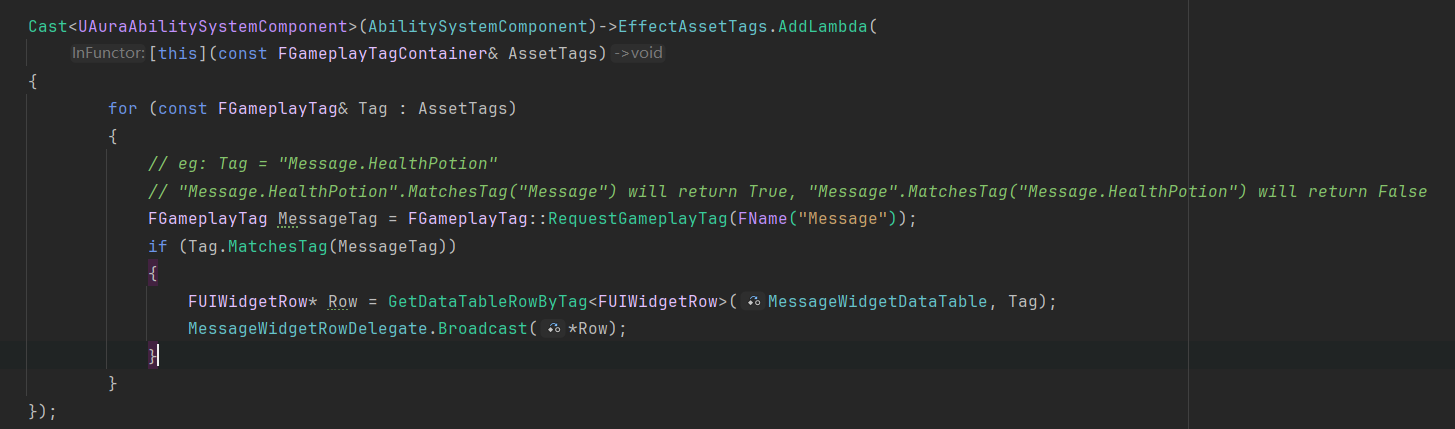 Cast<UAuraAbilitySystemComponent>(AbilitySystemComponent)->EffectAssetTags.AddLambda(
InFunctor: [this](const FGameplayTagContainer& AssetTags) ->void
{
for (const FGameplayTag& Tag : AssetTags)
{
// eg: Tag = "Message.HealthPotion"
// "Message.HealthPotion".MatchesTag("Message") will return True, "Message".MatchesTag("Message.HealthPotion") will return False
FGameplayTag MessageTag = FGameplayTag::RequestGameplayTag(FName("Message"));
if (Tag.MatchesTag(MessageTag))
{
FUIWidgetRow* Row = GetDataTableRowByTag<FUIWidgetRow>(MessageWidgetDataTable, Tag);
MessageWidgetRowDelegate.Broadcast(*Row);
}
}
});